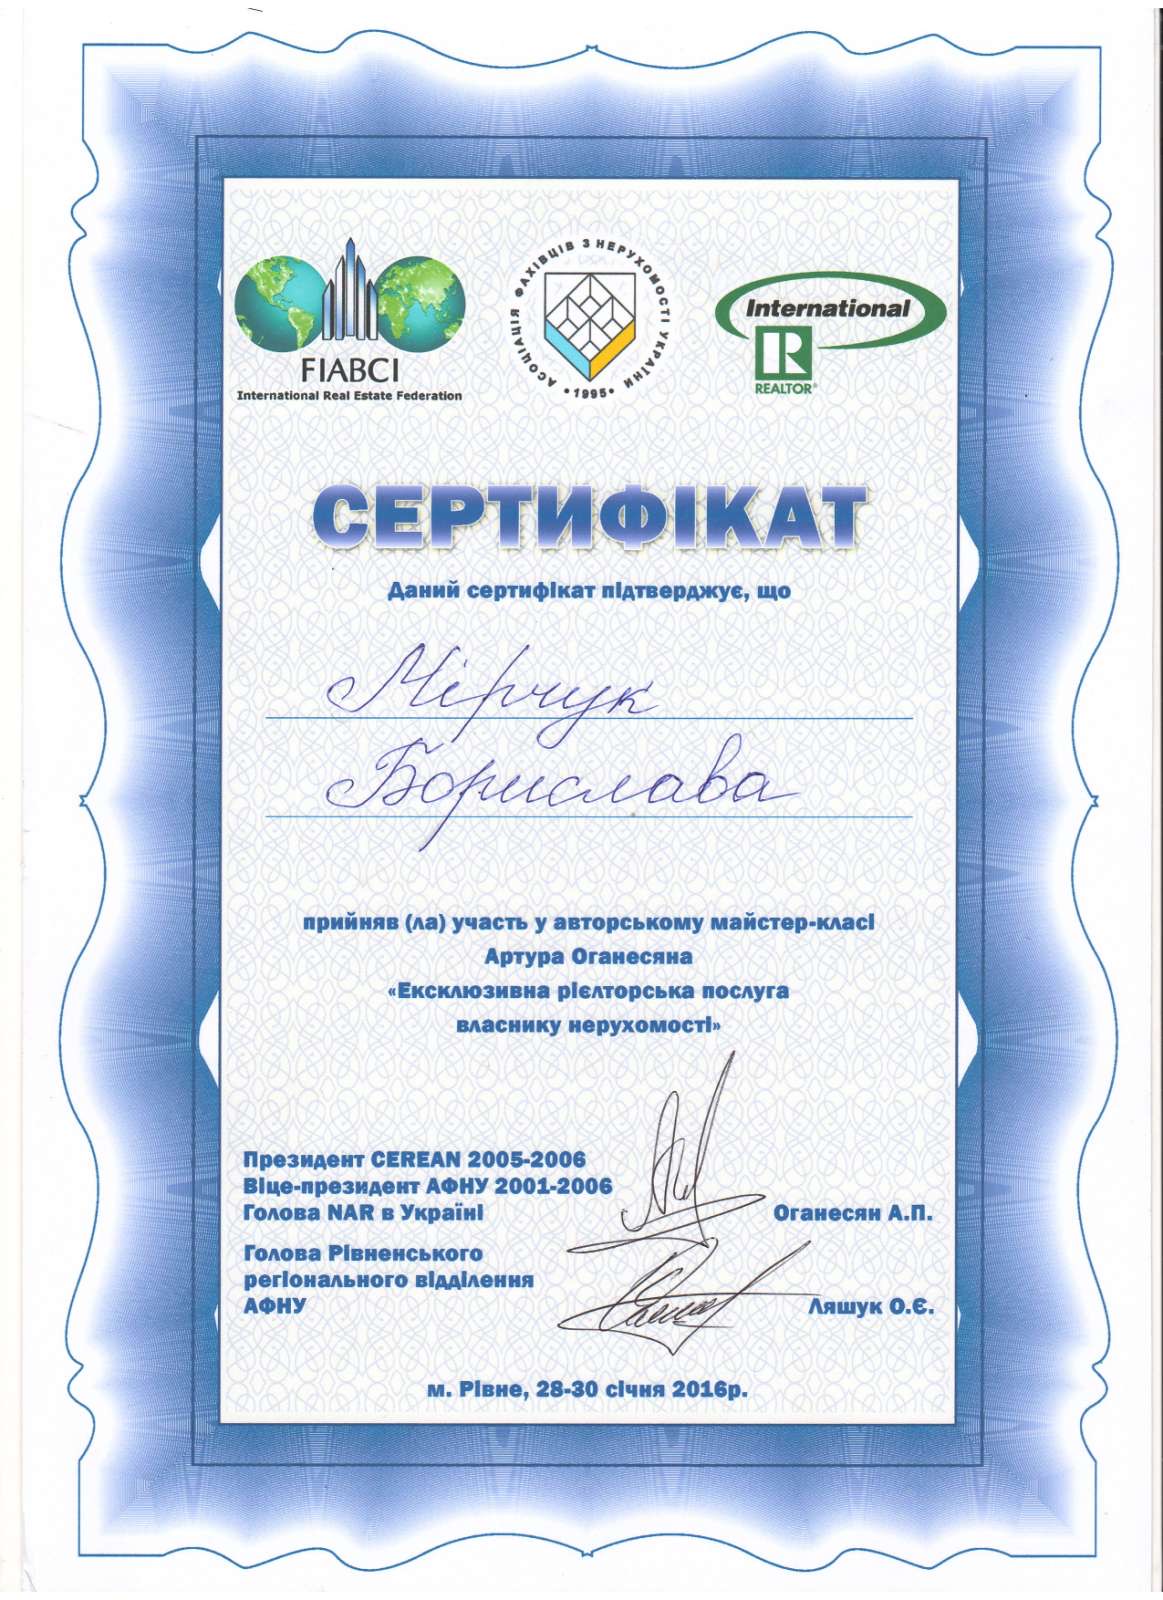 FIABCI
International Real Estate Federation
АСОЦІАЦІЯ ФАХІВЦІВ З НЕРУХОМОСТІ УКРАЇНИ
• 1995 •
International
R
REALTOR®
СЕРТИФІКАТ
Даний сертифікат підтверджує, що
Мірчук
Борислава
прийняв (ла) участь у авторському майстер-класі
Артура Оганесяна
«Ексклюзивна рієлторська послуга
власнику нерухомості»
Президент CEREAN 2005-2006
Віце-президент АФНУ 2001-2006
Голова NAR в Україні
Оганесян А.П.
Голова Рівненського
регіонального відділення
АФНУ
Ляшук О.Є.
м. Рівне, 28-30 січня 2016р.